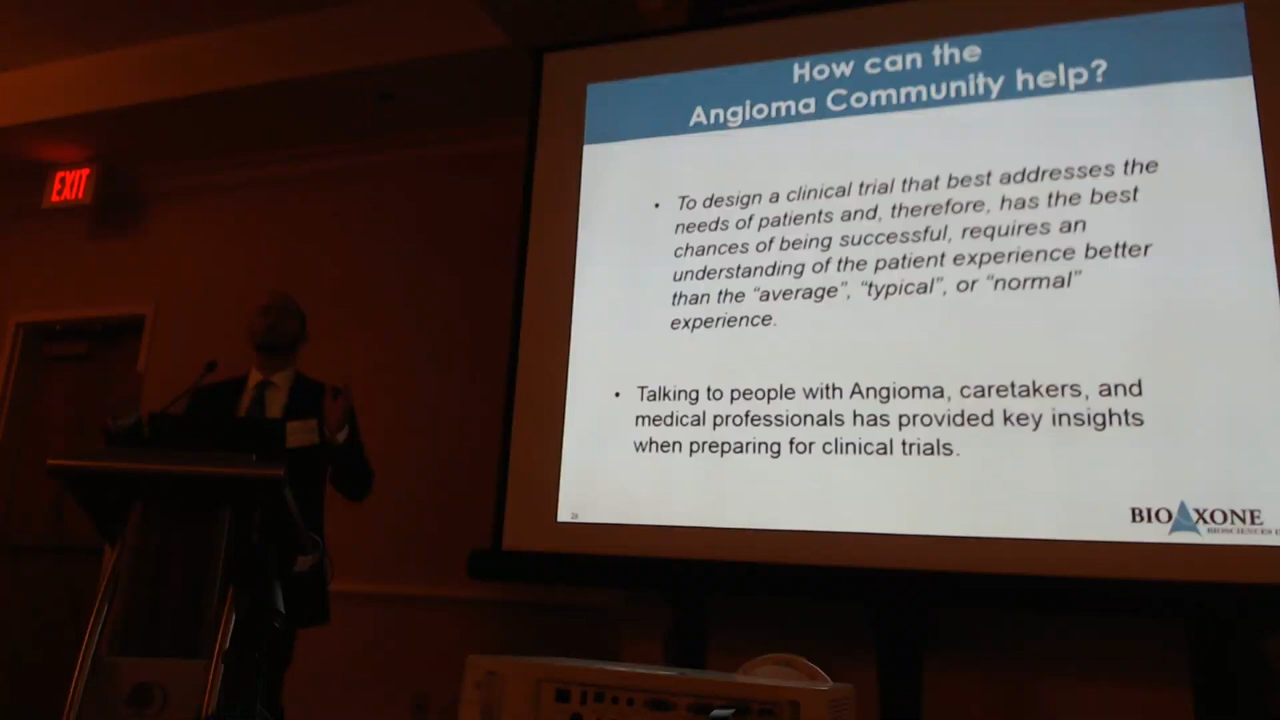 EXIT
How can the
Angioma Community help?
• To design a clinical trial that best addresses the
needs of patients and, therefore, has the best
chances of being successful, requires an
understanding of the patient experience better
than the “average”, “typical”, or “normal”
experience.
• Talking to people with Angioma, caretakers, and
medical professionals has provided key insights
when preparing for clinical trials.
BIOAXONE
BIOSCIENCES